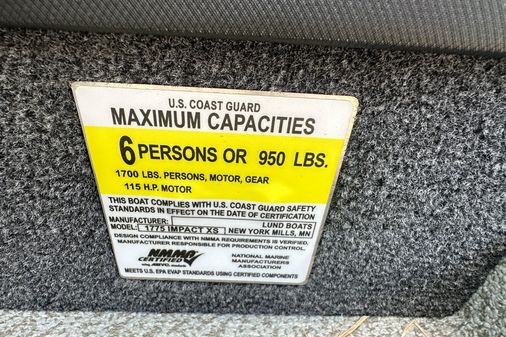 U.S. COAST GUARD
MAXIMUM CAPACITIES
6 PERSONS OR 950 LBS.
1700 LBS. PERSONS, MOTOR, GEAR
115 H.P. MOTOR
THIS BOAT COMPLIES WITH U.S. COAST GUARD SAFETY
STANDARDS IN EFFECT ON THE DATE OF CERTIFICATION
MANUFACTURER: LUND BOATS
MODEL: 1775 IMPACT XS NEW YORK MILLS, MN
DESIGN COMPLIANCE WITH NMMA REQUIREMENTS IS VERIFIED.
MANUFACTURER RESPONSIBLE FOR PRODUCTION CONTROL.
NMMA
CERTIFIED
using ABYC standards
NATIONAL MARINE
MANUFACTURERS
ASSOCIATION
MEETS U.S. EPA EVAP STANDARDS USING CERTIFIED COMPONENTS